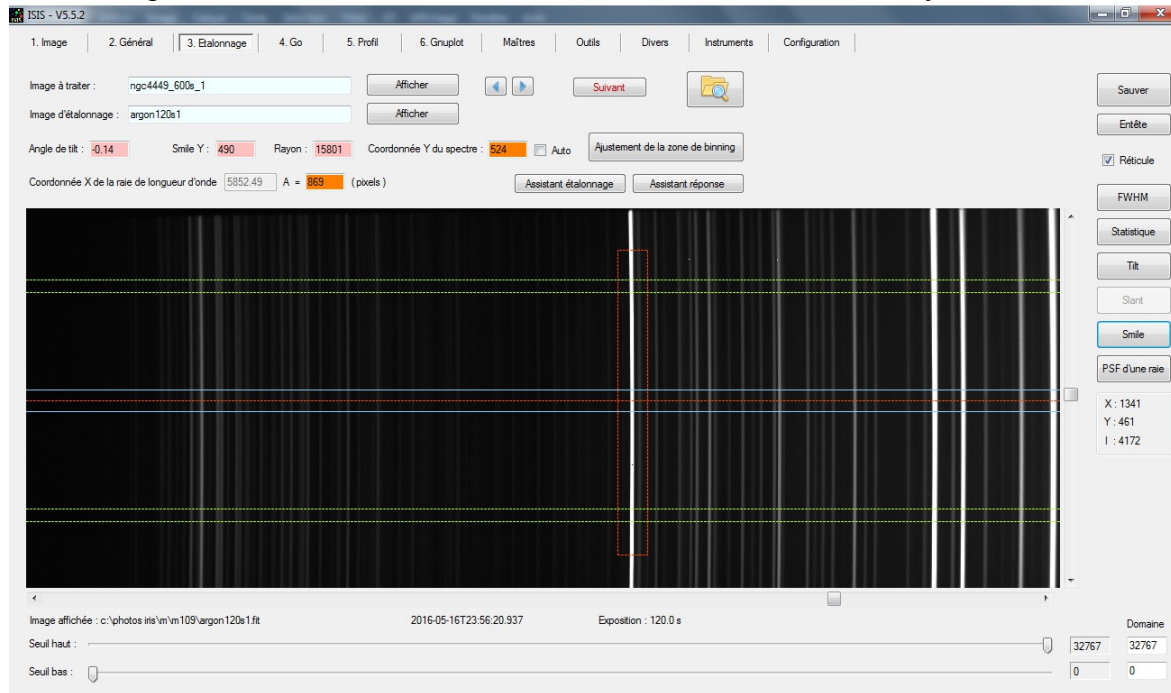 ISIS - V5.5.2
1. Image 2. Général 3. Etalonnage 4. Go 5. Profil 6. Gnuplot Maîtres Outils Divers Instruments Configuration
Image à traiter : ngc4449_600s_1 Afficher Suivant
Image d'étalonnage : argon120s1 Afficher
Angle de tilt : -0.14 Smile Y : 490 Rayon : 15801 Coordonnée Y du spectre : 524 Auto Ajustement de la zone de binning
Coordonnée X de la raie de longueur d'onde 5852.49 A = 869 (pixels) Assistant étalonnage Assistant réponse
Sauver
Entête
Réticule
FWHM
Statistique
Tilt
Slant
Smile
PSF d'une raie
X : 1341
Y : 461
I : 4172
Image affichée : c:\photos iris\m\m109\argon120s1.fit 2016-05-16T23:56:20.937 Exposition : 120.0 s Domaine
Seuil haut : 32767 32767
Seuil bas : 0 0